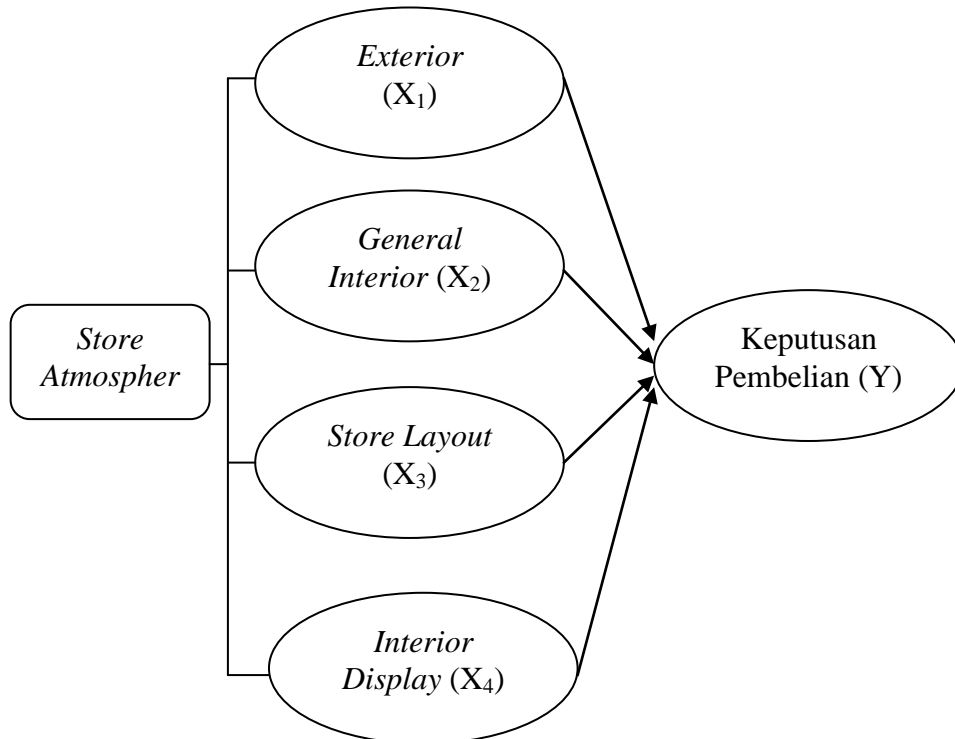 Exterior
(X₁)
General
Interior (X₂)
Store
Atmospher
Keputusan
Pembelian (Y)
Store Layout
(X₃)
Interior
Display (X₄)